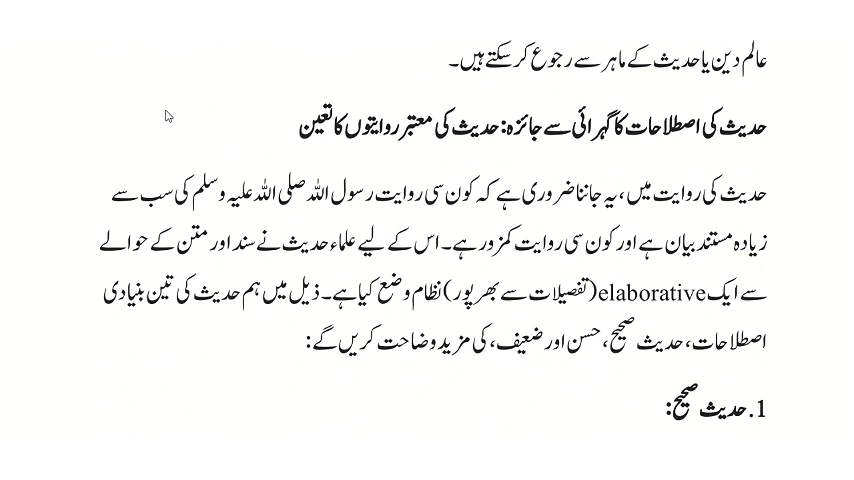 عالم دین یا حدیث کے ماہر سے رجوع کر سکتے ہیں۔
حدیث کی اصطلاحات کا گہرائی سے جائزہ: حدیث کی معتبر روایتوں کا تعین
حدیث کی روایت میں، یہ جاننا ضروری ہے کہ کون سی روایت رسول اللہ صلی اللہ علیہ وسلم کی سب سے
زیادہ مستند بیان ہے اور کون سی روایت کمزور ہے۔ اس کے لیے علماء حدیث نے سند اور متن کے حوالے
سے ایک elaborative (تفصیلات سے بھرپور) نظام وضع کیا ہے۔ ذیل میں ہم حدیث کی تین بنیادی
اصطلاحات، حدیث صحیح، حسن اور ضعیف، کی مزید وضاحت کریں گے:
1. حدیث صحیح: